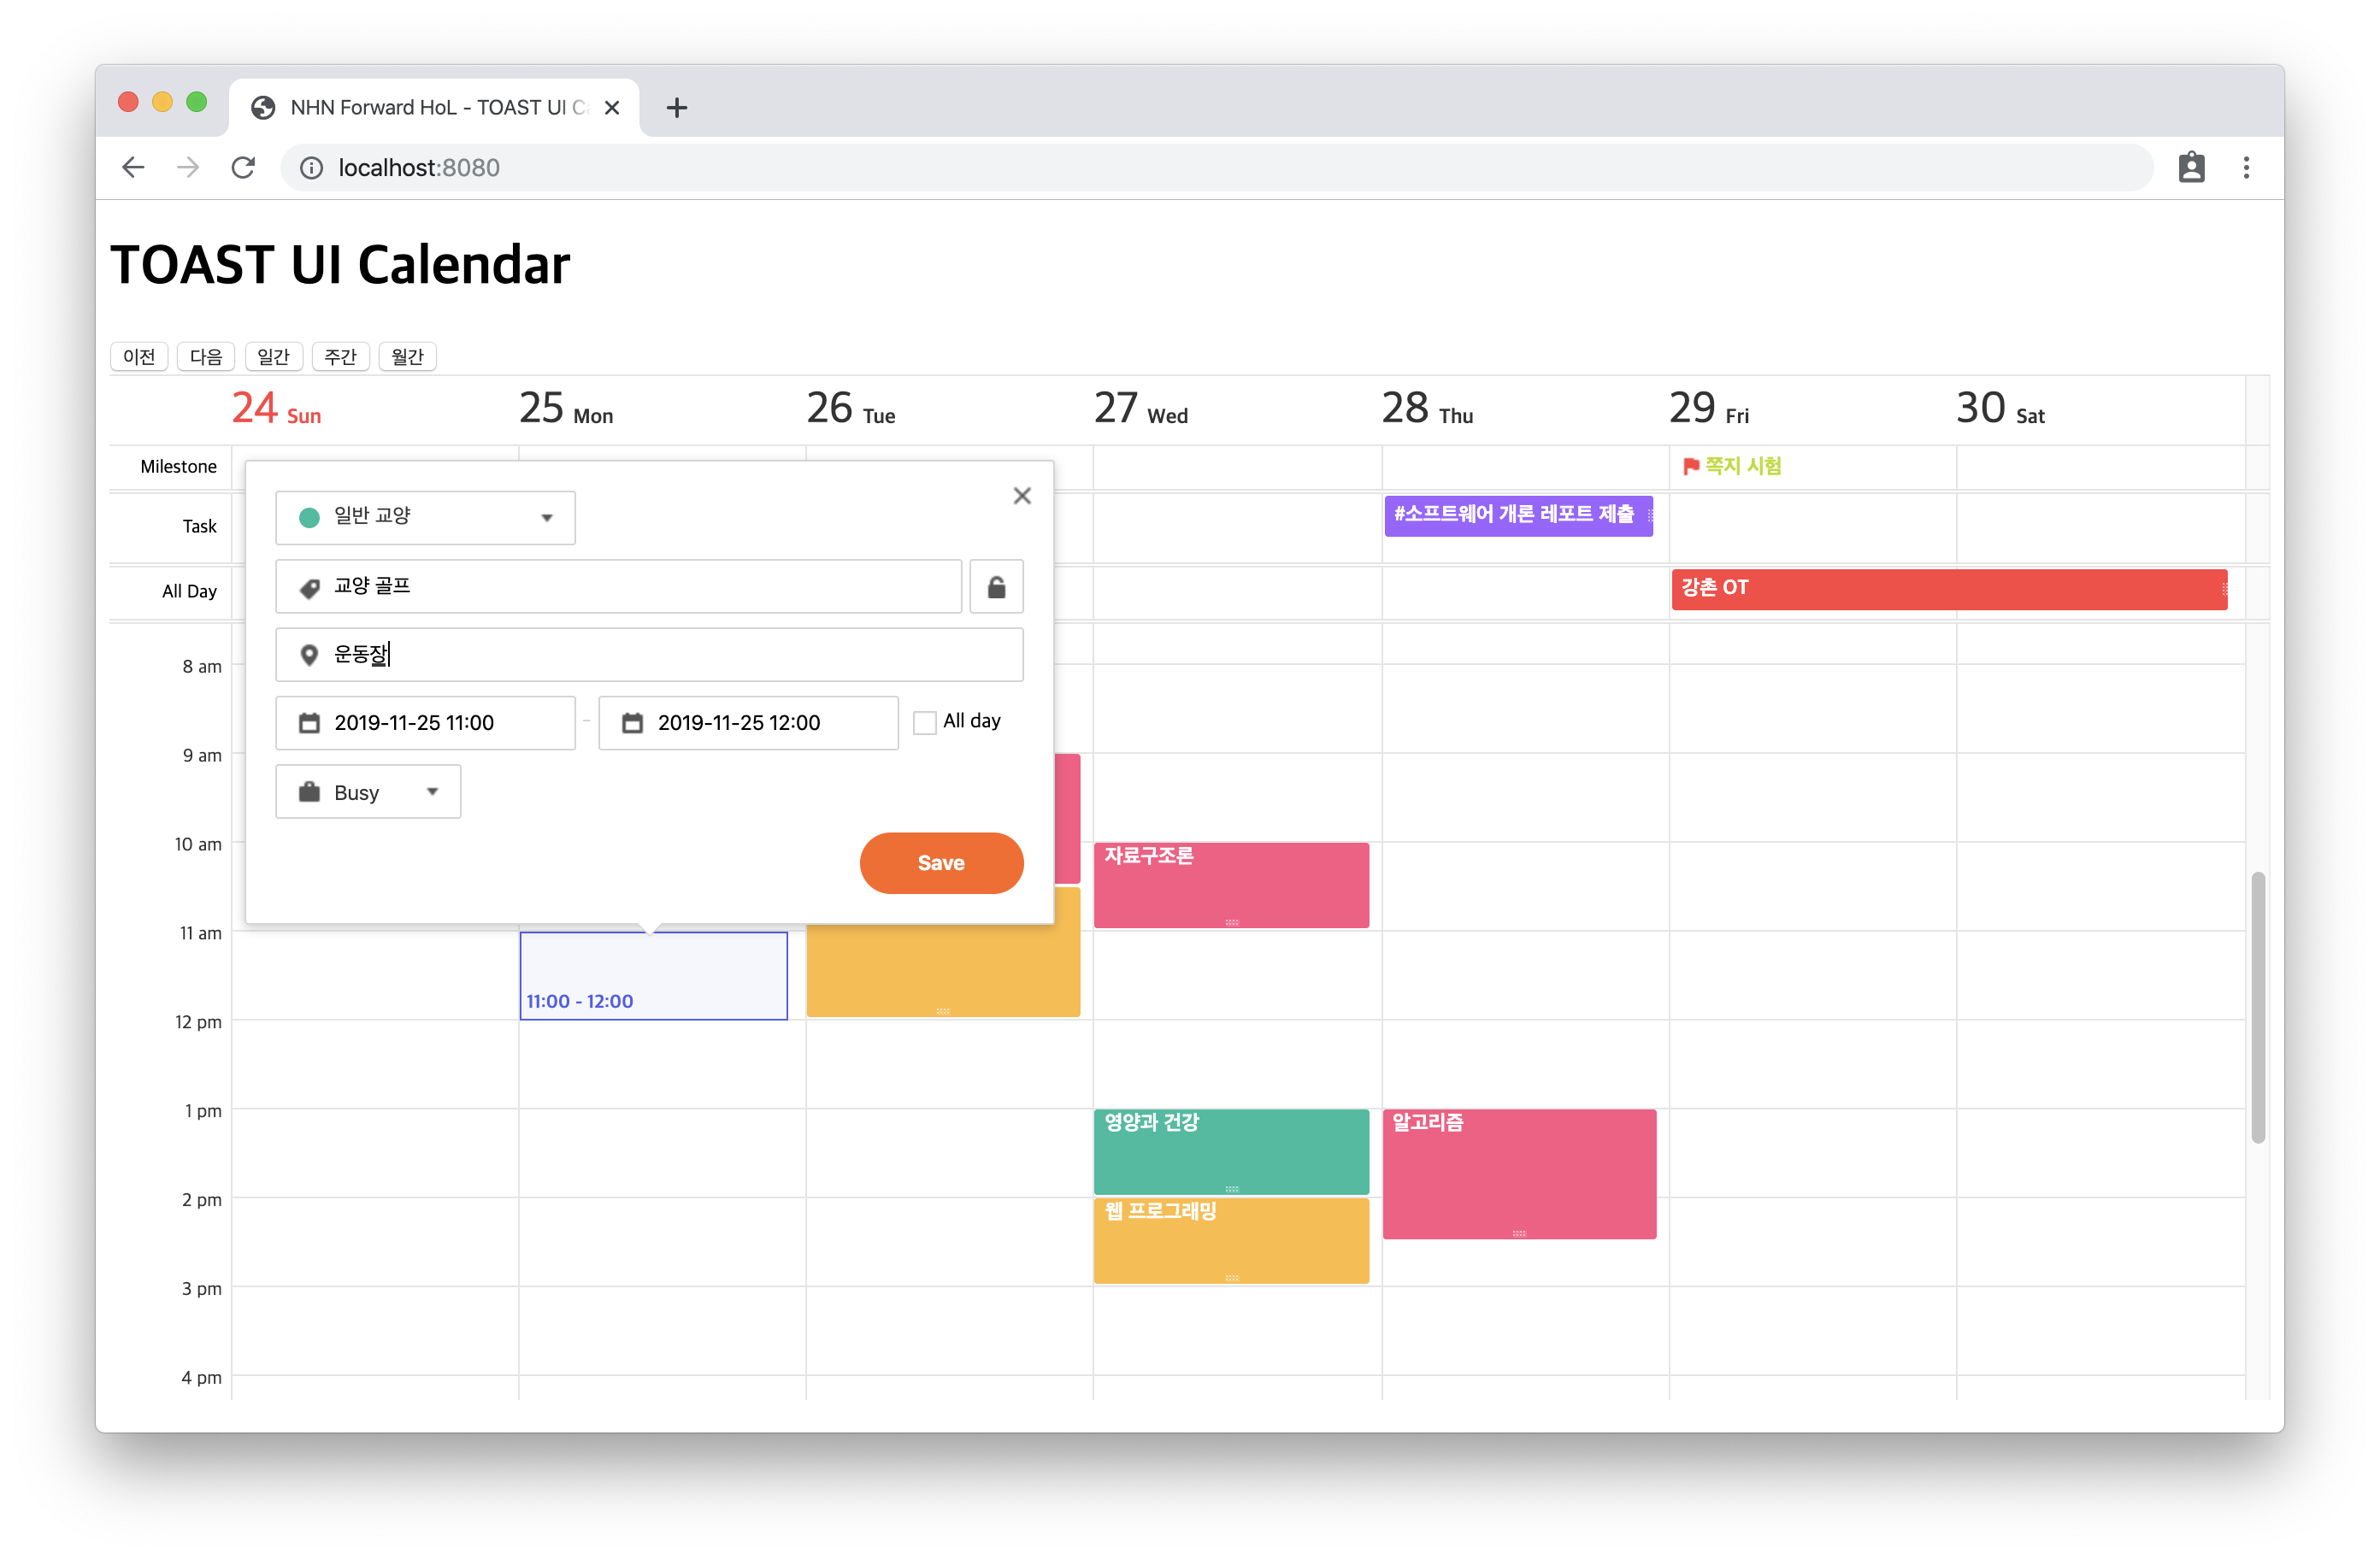 NHN Forward HoL - TOAST UI C
localhost:8080
TOAST UI Calendar
이전 다음 일간 주간 월간
24 Sun 25 Mon 26 Tue 27 Wed 28 Thu 29 Fri 30 Sat
Milestone
쪽지 시험
Task
#소프트웨어 개론 레포트 제출
All Day
강촌 OT
일반 교양
교양 골프
운동장
2019-11-25 11:00 - 2019-11-25 12:00 All day
Busy
Save
8 am
9 am
10 am
자료구조론
11 am
11:00 - 12:00
12 pm
1 pm
영양과 건강
알고리즘
2 pm
웹 프로그래밍
3 pm
4 pm